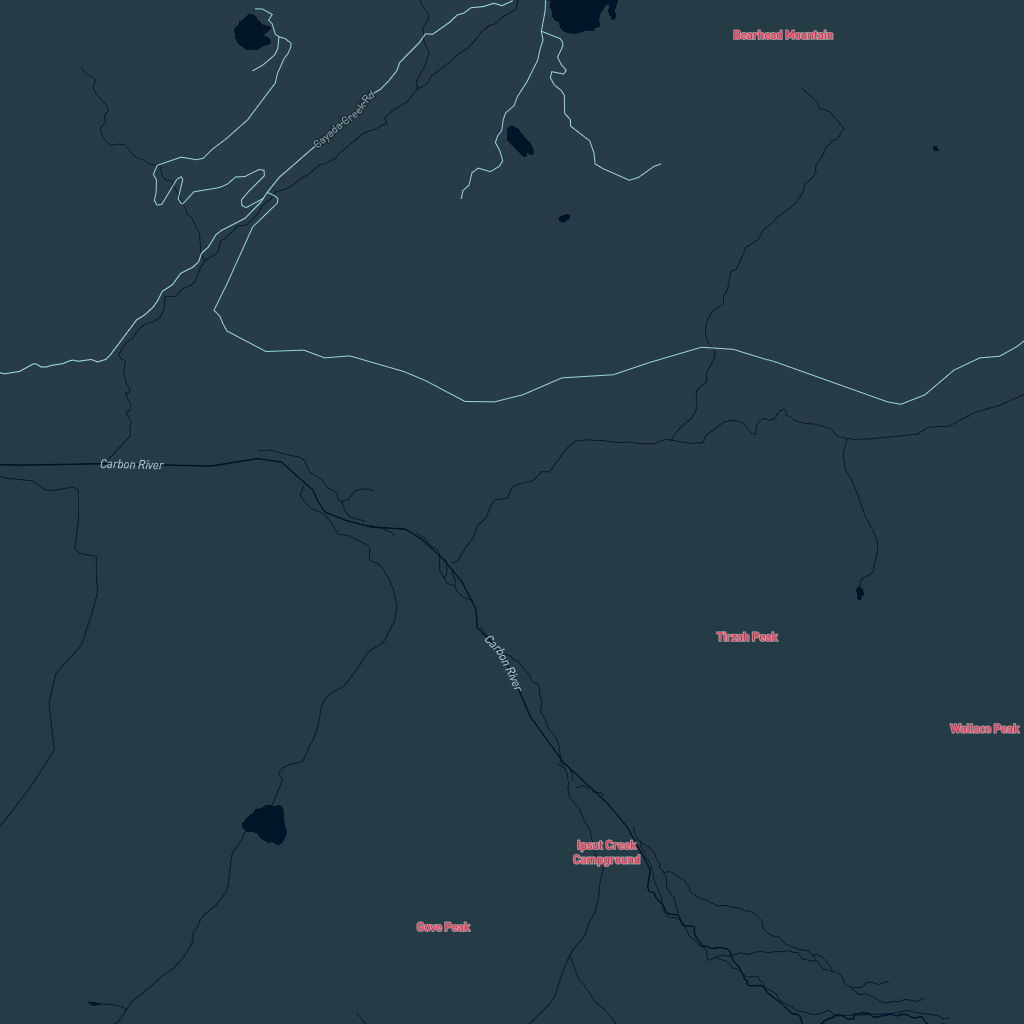 Bearhead Mountain
Cayada Creek Rd
Carbon River
Tirzah Peak
Carbon River
Wallace Peak
Ipsut Creek
Campground
Gove Peak